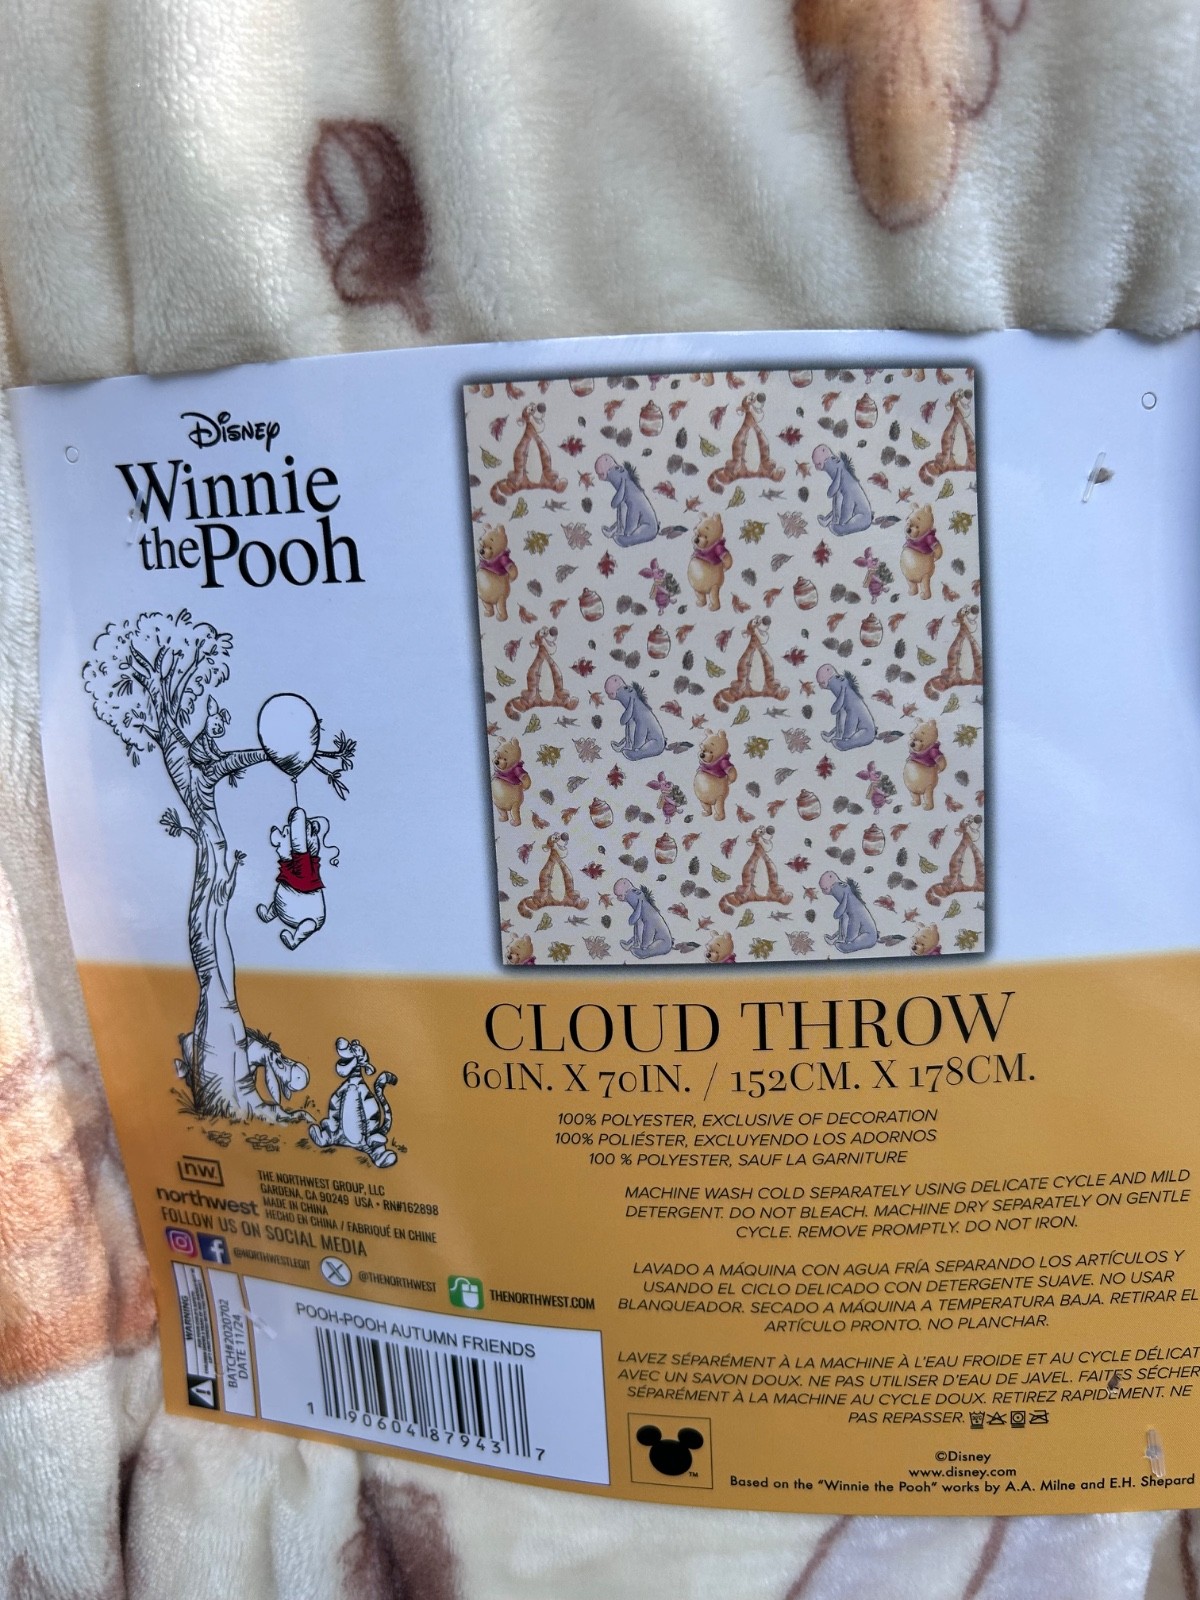 Disney
Winnie
the Pooh
CLOUD THROW
60IN. X 70IN. / 152CM. X 178CM.
100% POLYESTER, EXCLUSIVE OF DECORATION
100% POLIÉSTER, EXCLUYENDO LOS ADORNOS
100 % POLYESTER, SAUF LA GARNITURE
MACHINE WASH COLD SEPARATELY USING DELICATE CYCLE AND MILD
DETERGENT. DO NOT BLEACH. MACHINE DRY SEPARATELY ON GENTLE
CYCLE. REMOVE PROMPTLY. DO NOT IRON.
LAVADO A MÁQUINA CON AGUA FRÍA SEPARANDO LOS ARTÍCULOS Y
USANDO EL CICLO DELICADO CON DETERGENTE SUAVE. NO USAR
BLANQUEADOR. SECADO A MÁQUINA A TEMPERATURA BAJA. RETIRAR EL
ARTÍCULO PRONTO. NO PLANCHAR.
LAVEZ SÉPARÉMENT À LA MACHINE À L'EAU FROIDE ET AU CYCLE DÉLICAT
AVEC UN SAVON DOUX. NE PAS UTILISER D'EAU DE JAVEL. FAITES SÉCHER
SÉPARÉMENT À LA MACHINE AU CYCLE DOUX. RETIREZ RAPIDEMENT. NE
PAS REPASSER.
nw
northwest
THE NORTHWEST GROUP, LLC
GARDENA, CA 90249 USA • RN#162898
MADE IN CHINA
HECHO EN CHINA / FABRIQUÉ EN CHINE
FOLLOW US ON SOCIAL MEDIA
@NORTHWESTLEGIT
@THENORTHWEST
THENORTHWEST.COM
WARNING
BATCH#2020702
DATE 11/24
POOH-POOH AUTUMN FRIENDS
1 90604 87943 7
TM
©Disney
www.disney.com
Based on the "Winnie the Pooh" works by A.A. Milne and E.H. Shepard